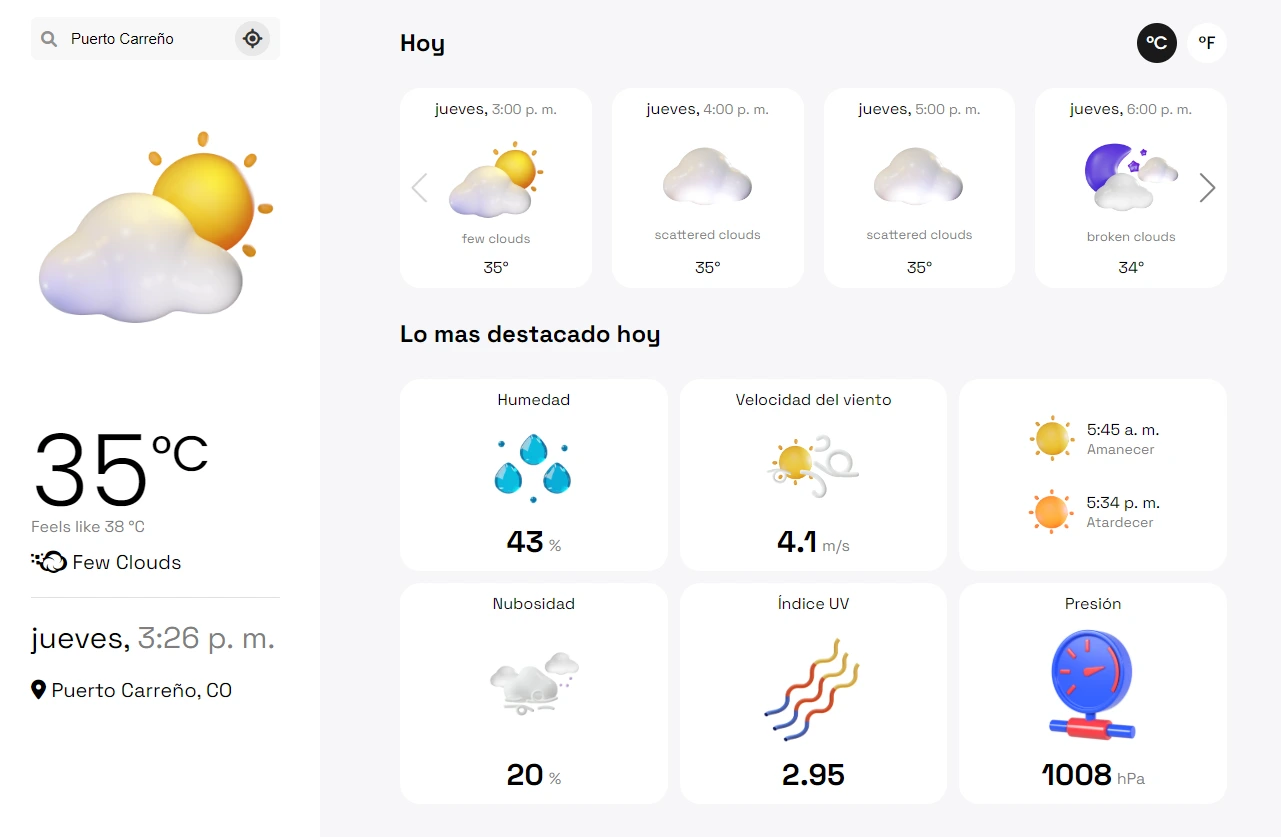 Puerto Carreño
35°C
Feels like 38 °C
Few Clouds
jueves, 3:26 p. m.
Puerto Carreño, CO
Hoy
°C
°F
jueves, 3:00 p. m.
few clouds
35°
jueves, 4:00 p. m.
scattered clouds
35°
jueves, 5:00 p. m.
scattered clouds
35°
jueves, 6:00 p. m.
broken clouds
34°
Lo mas destacado hoy
Humedad
43 %
Velocidad del viento
4.1 m/s
5:45 a. m.
Amanecer
5:34 p. m.
Atardecer
Nubosidad
20 %
Índice UV
2.95
Presión
1008 hPa